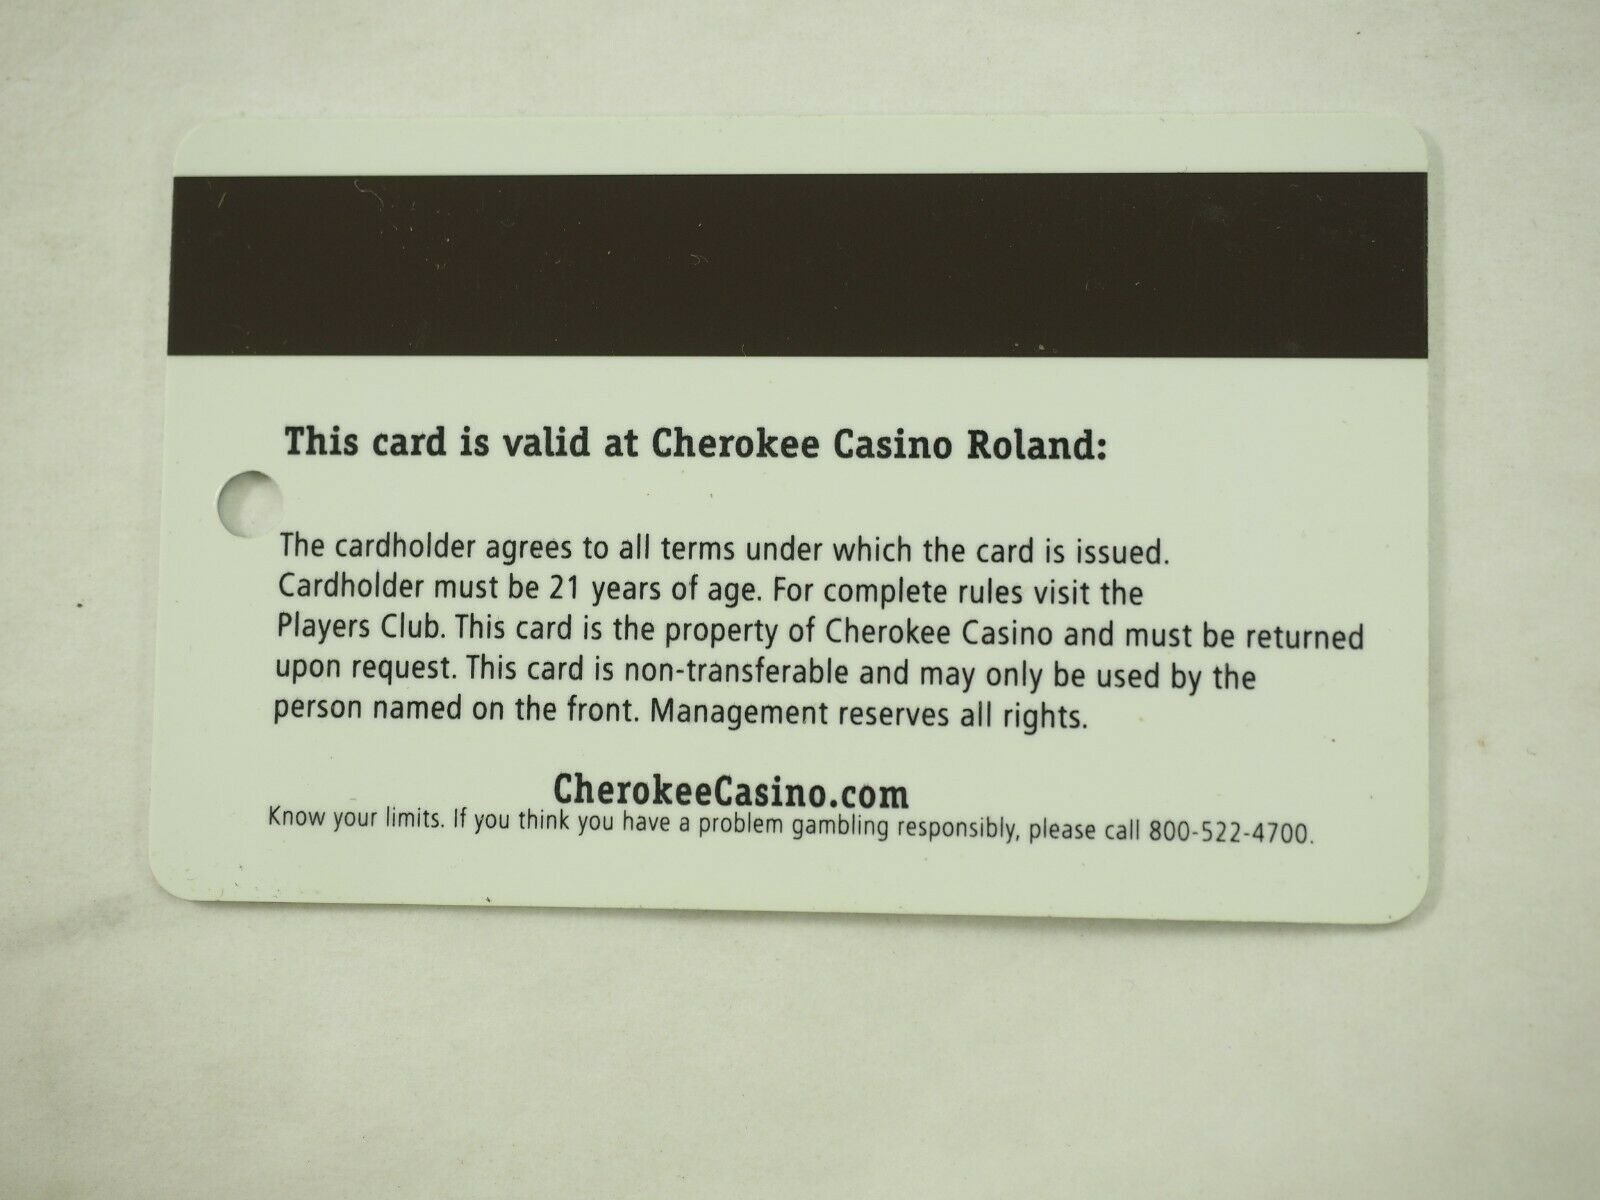 This card is valid at Cherokee Casino Roland:
The cardholder agrees to all terms under which the card is issued.
Cardholder must be 21 years of age. For complete rules visit the
Players Club. This card is the property of Cherokee Casino and must be returned
upon request. This card is non-transferable and may only be used by the
person named on the front. Management reserves all rights.
CherokeeCasino.com
Know your limits. If you think you have a problem gambling responsibly, please call 800-522-4700.